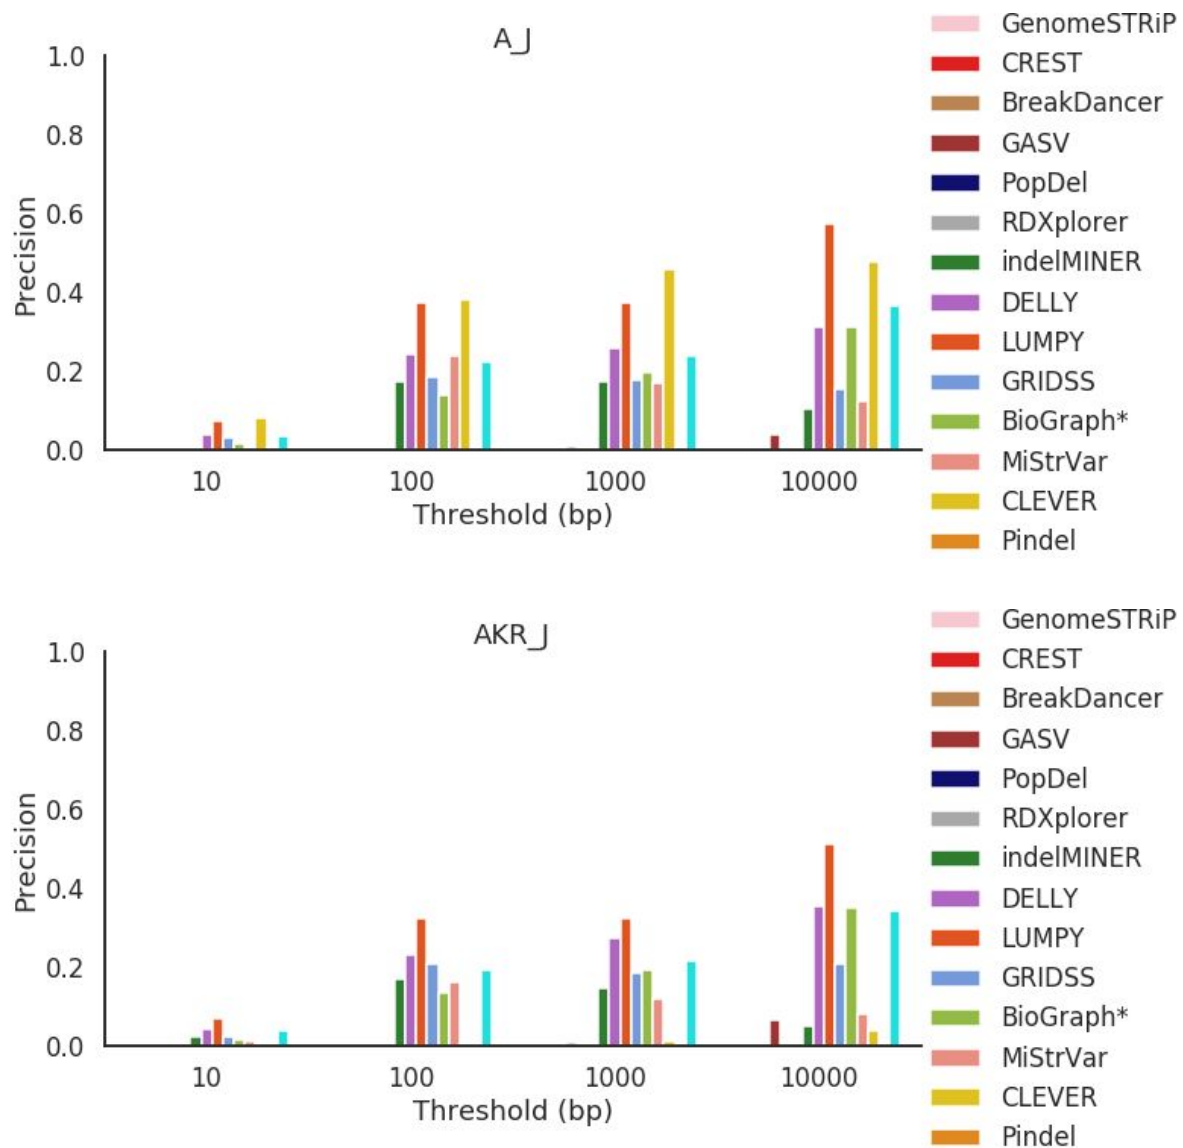 A_J
1.0
0.8
0.6
0.4
0.2
0.0
Precision
10 100 1000 10000
Threshold (bp)
GenomeSTRiP
CREST
BreakDancer
GASV
PopDel
RDXplorer
indelMINER
DELLY
LUMPY
GRIDSS
BioGraph*
MiStrVar
CLEVER
Pindel
AKR_J
1.0
0.8
0.6
0.4
0.2
0.0
Precision
10 100 1000 10000
Threshold (bp)
GenomeSTRiP
CREST
BreakDancer
GASV
PopDel
RDXplorer
indelMINER
DELLY
LUMPY
GRIDSS
BioGraph*
MiStrVar
CLEVER
Pindel